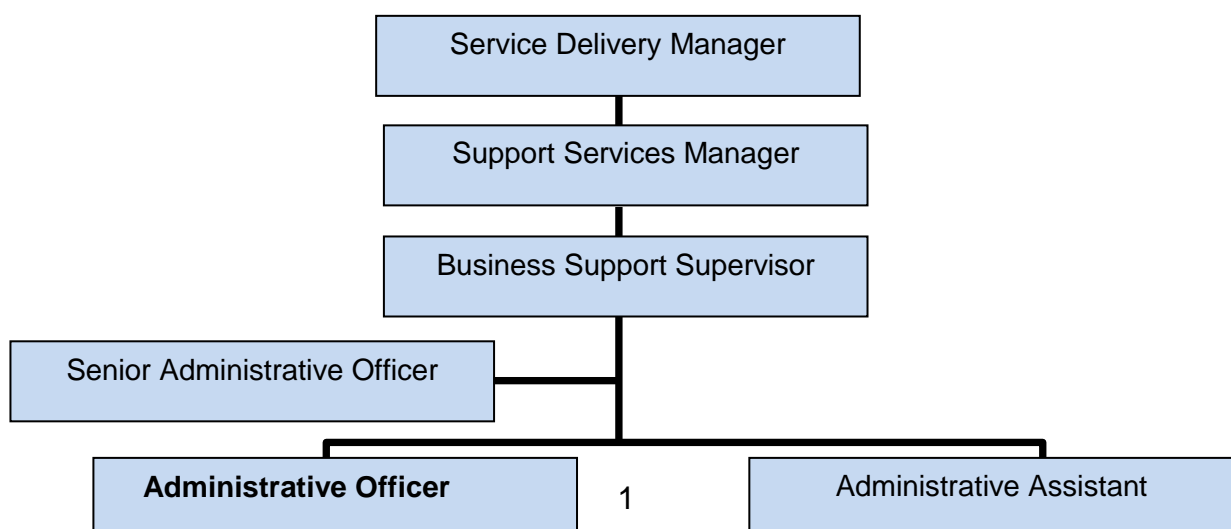 Service Delivery Manager
Support Services Manager
Business Support Supervisor
Senior Administrative Officer
Administrative Officer
1
Administrative Assistant